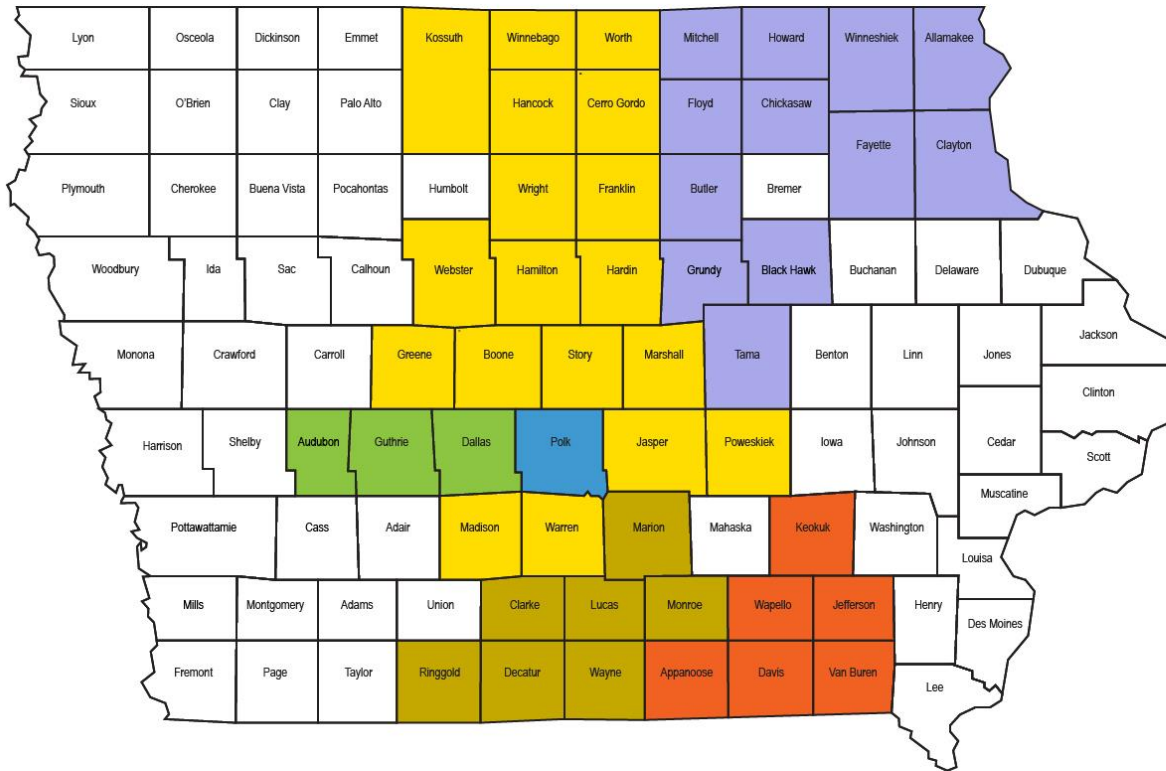 Lyon
Osceola
Dickinson
Emmet
Kossuth
Winnebago
Worth
Mitchell
Howard
Winneshiek
Allamakee
Sioux
O'Brien
Clay
Palo Alto
Hancock
Cerro Gordo
Floyd
Chickasaw
Fayette
Clayton
Plymouth
Cherokee
Buena Vista
Pocahontas
Humbolt
Wright
Franklin
Butler
Bremer
Woodbury
Ida
Sac
Calhoun
Webster
Hamilton
Hardin
Grundy
Black Hawk
Buchanan
Delaware
Dubuque
Jackson
Monona
Crawford
Carroll
Greene
Boone
Story
Marshall
Tama
Benton
Linn
Jones
Clinton
Harrison
Shelby
Audubon
Guthrie
Dallas
Polk
Jasper
Poweskiek
Iowa
Johnson
Cedar
Scott
Muscatine
Pottawattamie
Cass
Adair
Madison
Warren
Marion
Mahaska
Keokuk
Washington
Louisa
Mills
Montgomery
Adams
Union
Clarke
Lucas
Monroe
Wapello
Jefferson
Henry
Des Moines
Fremont
Page
Taylor
Ringgold
Decatur
Wayne
Appanoose
Davis
Van Buren
Lee